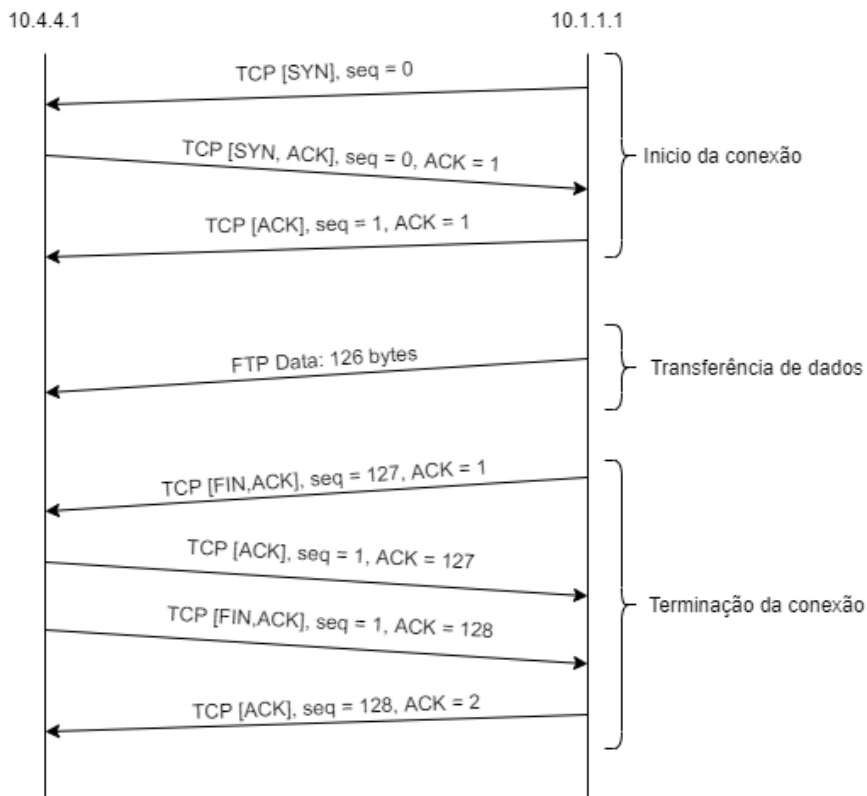 10.4.4.1
10.1.1.1
TCP [SYN], seq = 0
TCP [SYN, ACK], seq = 0, ACK = 1
Inicio da conexão
TCP [ACK], seq = 1, ACK = 1
FTP Data: 126 bytes
Transferência de dados
TCP [FIN,ACK], seq = 127, ACK = 1
TCP [ACK], seq = 1, ACK = 127
Terminação da conexão
TCP [FIN,ACK], seq = 1, ACK = 128
TCP [ACK], seq = 128, ACK = 2